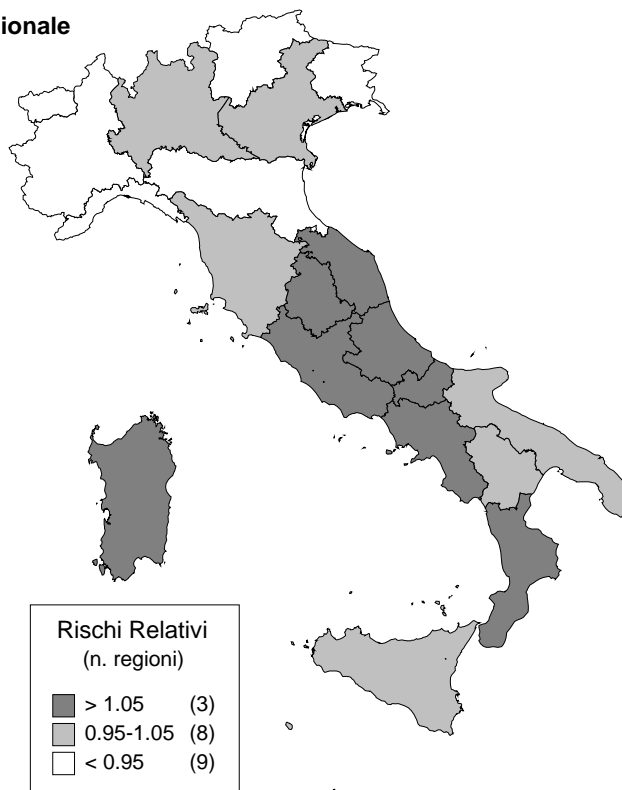 ionale
Rischi Relativi
(n. regioni)
> 1.05 (3)
0.95-1.05 (8)
< 0.95 (9)